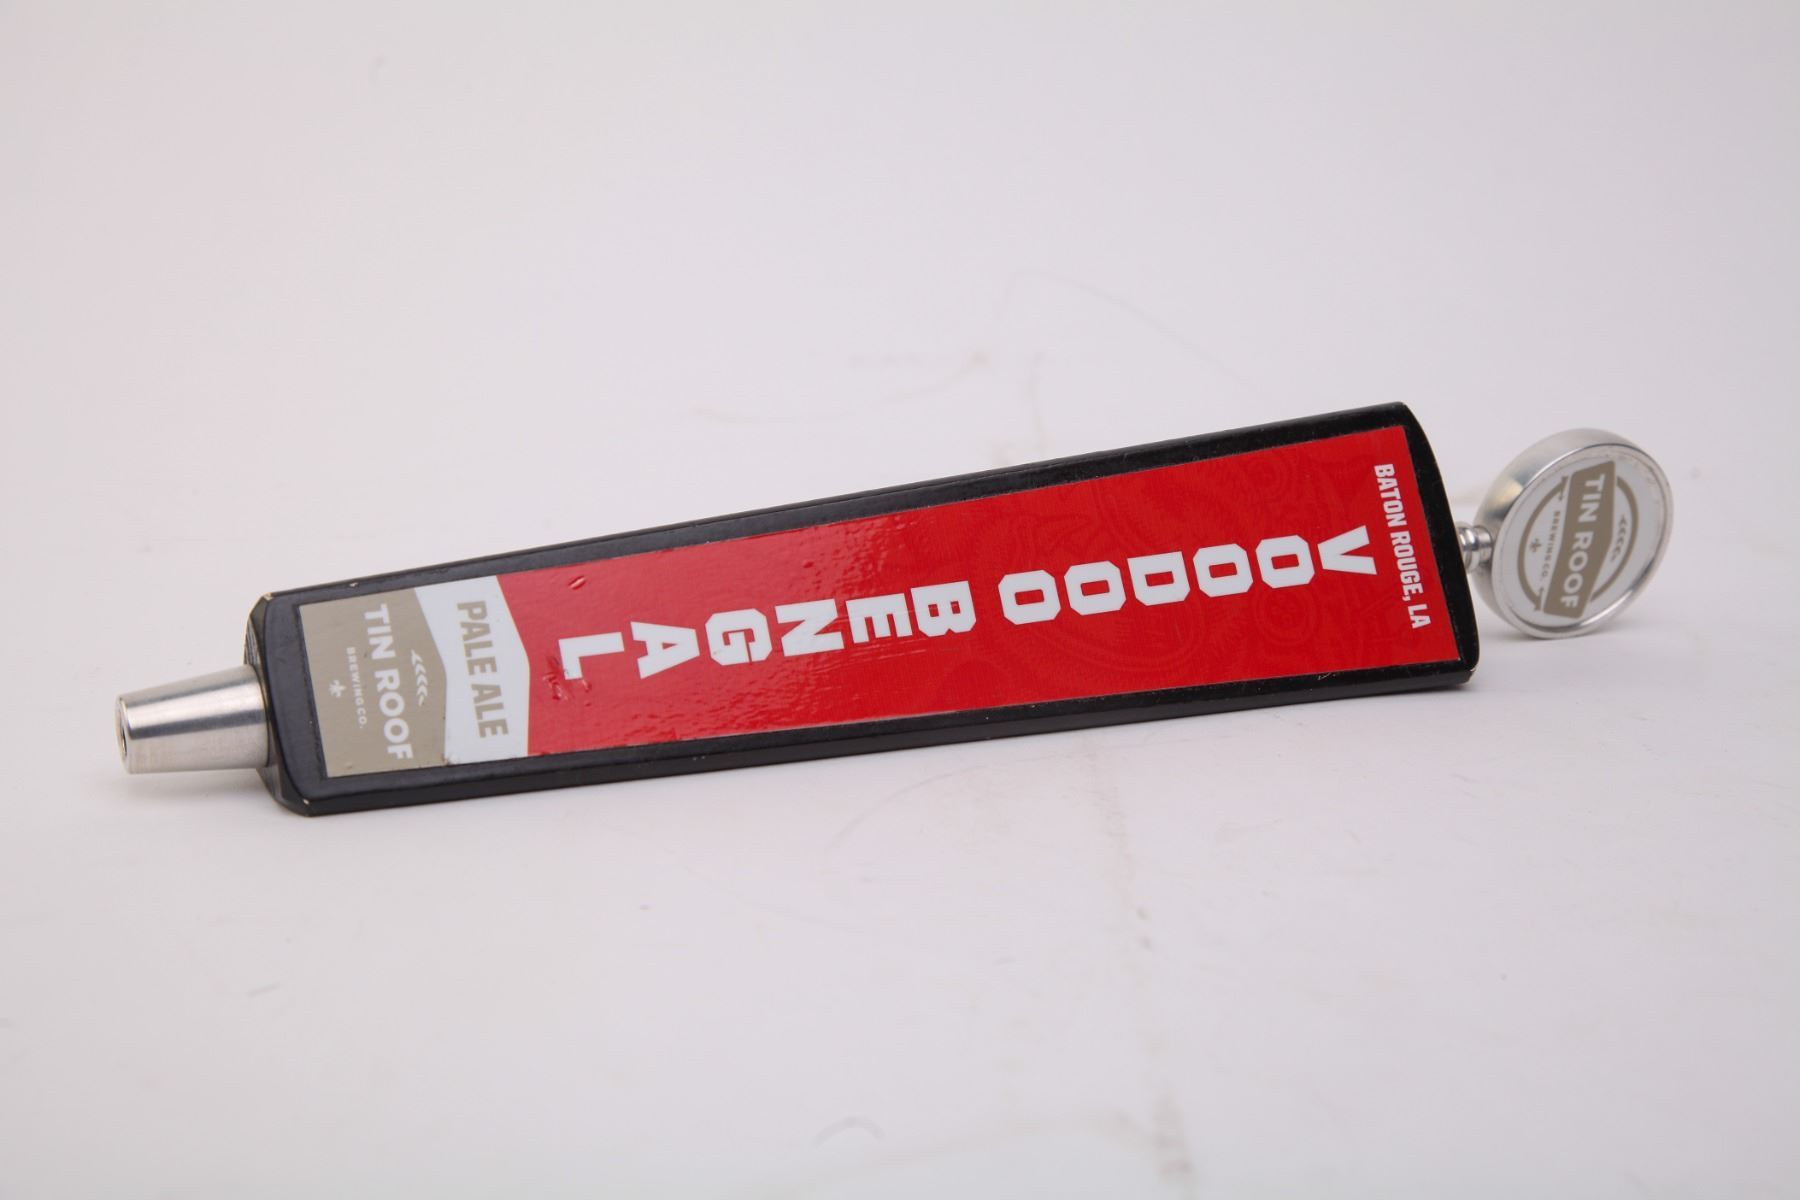 TIN ROOF
BREWING CO.
BATON ROUGE, LA
VOODOO BENGAL
PALE ALE
TIN ROOF
BREWING CO.